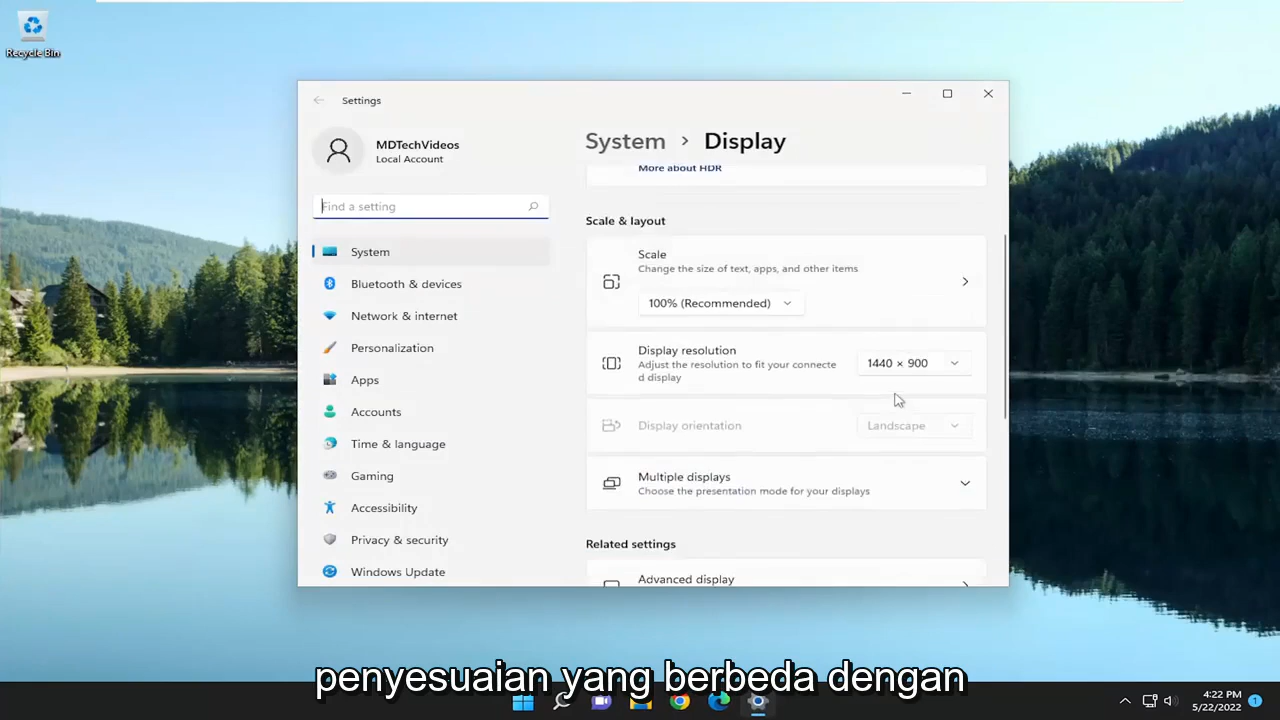 Recycle Bin
Settings
MDTechVideos
Local Account
Find a setting
System
Bluetooth & devices
Network & internet
Personalization
Apps
Accounts
Time & language
Gaming
Accessibility
Privacy & security
Windows Update
System › Display
More about HDR
Scale & layout
Scale
Change the size of text, apps, and other items
100% (Recommended)
Display resolution
Adjust the resolution to fit your connecte
d display
1440 × 900
Display orientation
Landscape
Multiple displays
Choose the presentation mode for your displays
Related settings
Advanced display
penyesuaian yang berbeda dengan
4:22 PM
5/22/2022
1